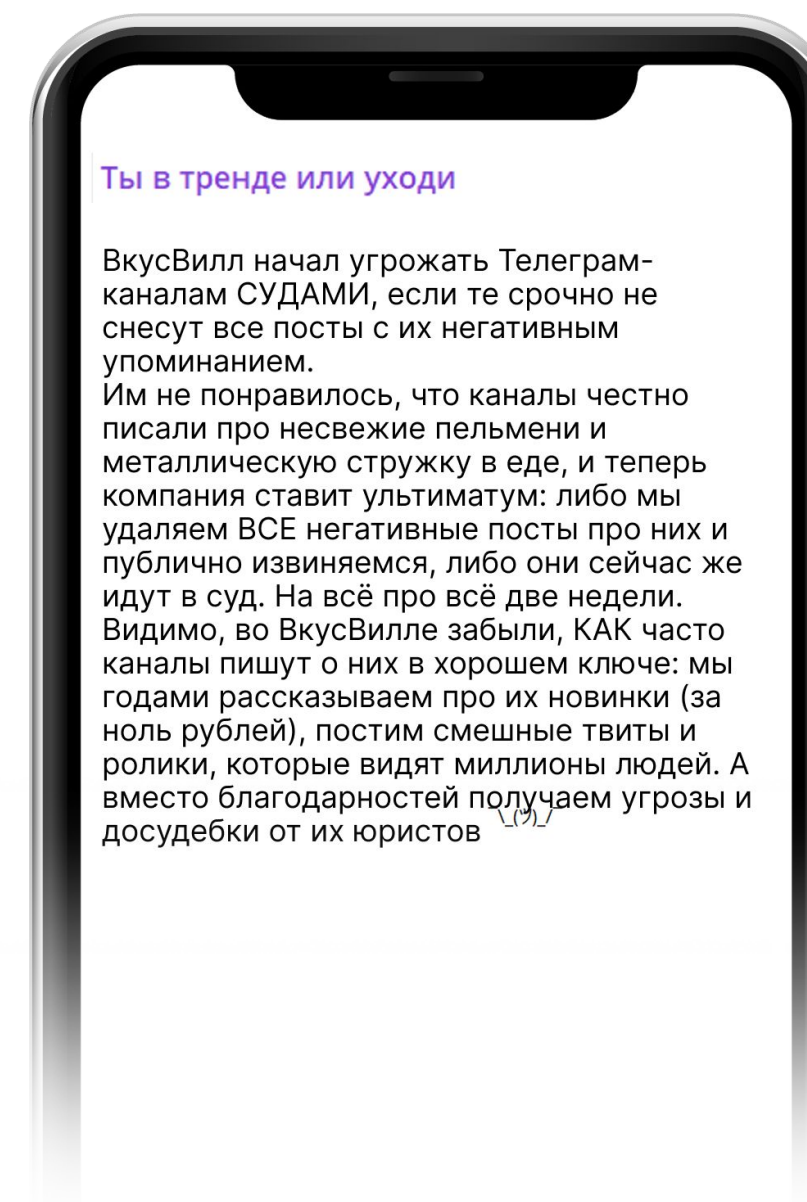 Ты в тренде или уходи
ВкусВилл начал угрожать Телеграм-
каналам СУДАМИ, если те срочно не
снесут все посты с их негативным
упоминанием.
Им не понравилось, что каналы честно
писали про несвежие пельмени и
металлическую стружку в еде, и теперь
компания ставит ультиматум: либо мы
удаляем ВСЕ негативные посты про них и
публично извиняемся, либо они сейчас же
идут в суд. На всё про всё две недели.
Видимо, во ВкусВилле забыли, КАК часто
каналы пишут о них в хорошем ключе: мы
годами рассказываем про их новинки (за
ноль рублей), постим смешные твиты и
ролики, которые видят миллионы людей. А
вместо благодарностей получаем угрозы и
досудебки от их юристов ¯\_(ツ)_/¯